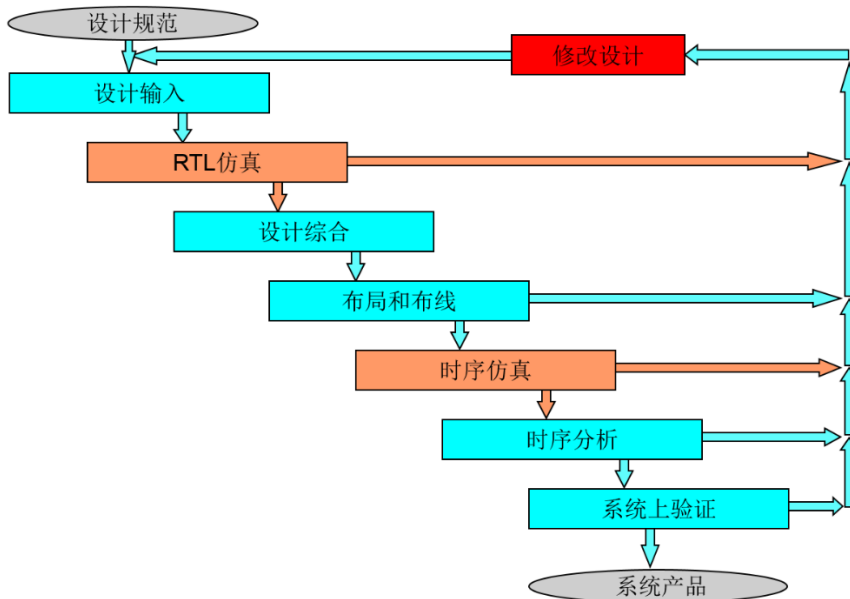 设计规范
修改设计
设计输入
RTL仿真
设计综合
布局和布线
时序仿真
时序分析
系统上验证
系统产品